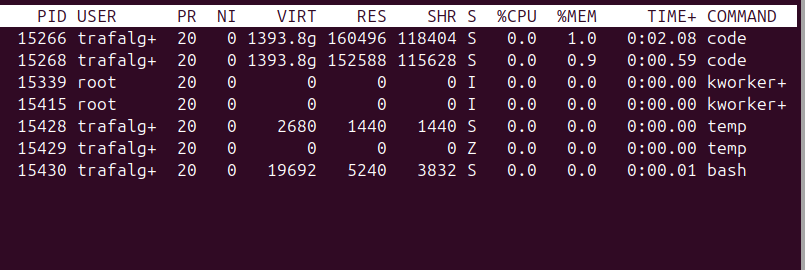 PID USER PR NI VIRT RES SHR S %CPU %MEM TIME+ COMMAND
15266 trafalg+ 20 0 1393.8g 160496 118404 S 0.0 1.0 0:02.08 code
15268 trafalg+ 20 0 1393.8g 152588 115628 S 0.0 0.9 0:00.59 code
15339 root 20 0 0 0 0 I 0.0 0.0 0:00.00 kworker+
15415 root 20 0 0 0 0 I 0.0 0.0 0:00.00 kworker+
15428 trafalg+ 20 0 2680 1440 1440 S 0.0 0.0 0:00.00 temp
15429 trafalg+ 20 0 0 0 0 Z 0.0 0.0 0:00.00 temp
15430 trafalg+ 20 0 19692 5240 3832 S 0.0 0.0 0:00.01 bash